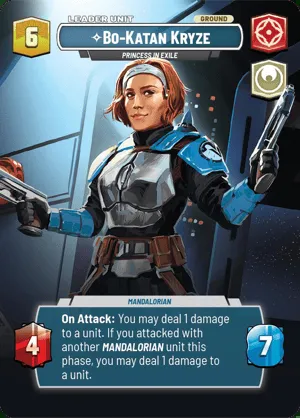 LEADER UNIT
GROUND
6
✧BO-KATAN KRYZE
PRINCESS IN EXILE
MANDALORIAN
On Attack: You may deal 1 damage
to a unit. If you attacked with
another MANDALORIAN unit this
phase, you may deal 1 damage to
a unit.
4
7